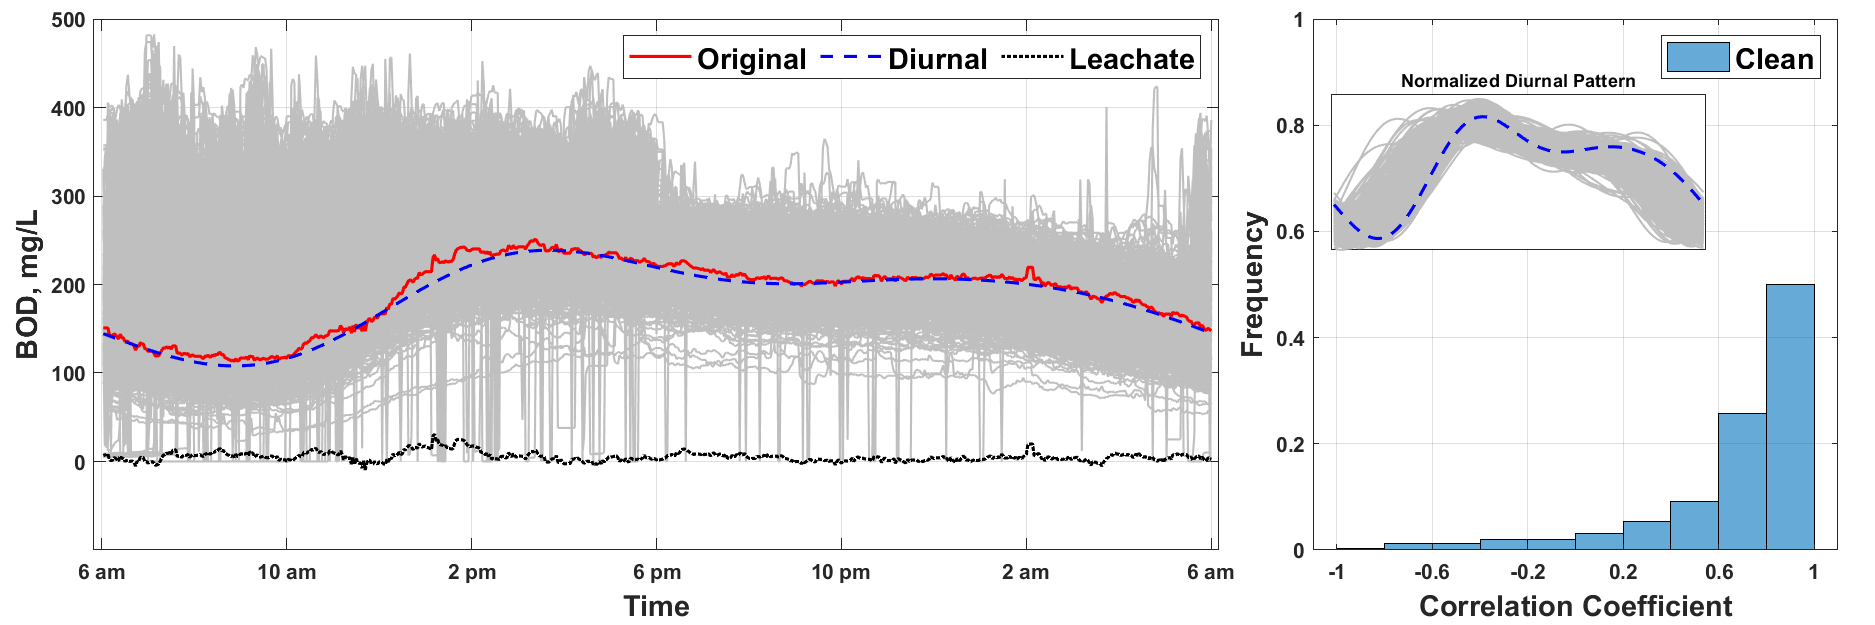 500
400
300
200
100
0
BOD, mg/L
Original Diurnal Leachate
6 am 10 am 2 pm 6 pm 10 pm 2 am 6 am
Time
1
0.8
0.6
0.4
0.2
0
Frequency
Clean
Normalized Diurnal Pattern
-1 -0.6 -0.2 0.2 0.6 1
Correlation Coefficient